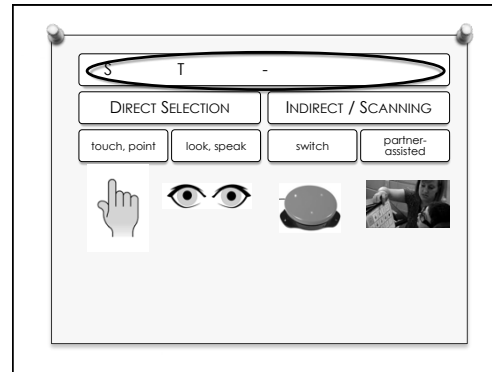 S T -
DIRECT SELECTION INDIRECT / SCANNING
touch, point look, speak switch partner-
assisted